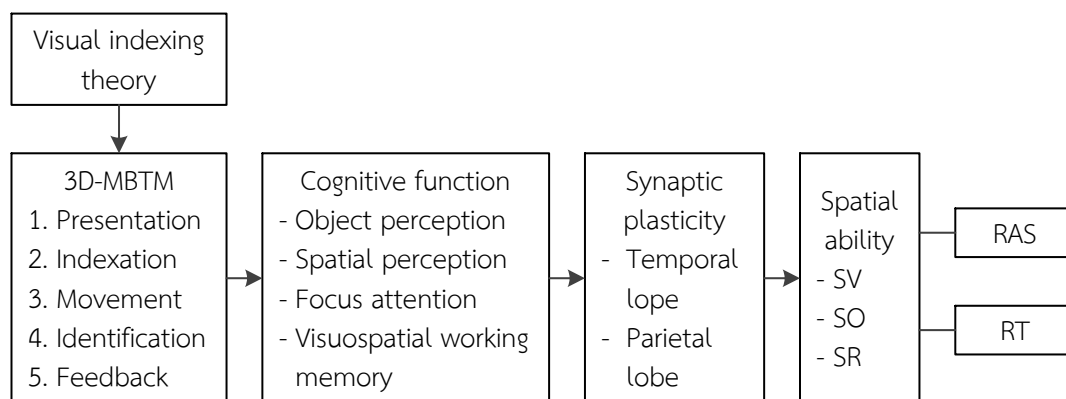 Visual indexing
theory
3D-MBTM
1. Presentation
2. Indexation
3. Movement
4. Identification
5. Feedback
Cognitive function
- Object perception
- Spatial perception
- Focus attention
- Visuospatial working
memory
Synaptic
plasticity
- Temporal
lope
- Parietal
lobe
Spatial
ability
- SV
- SO
- SR
RAS
RT